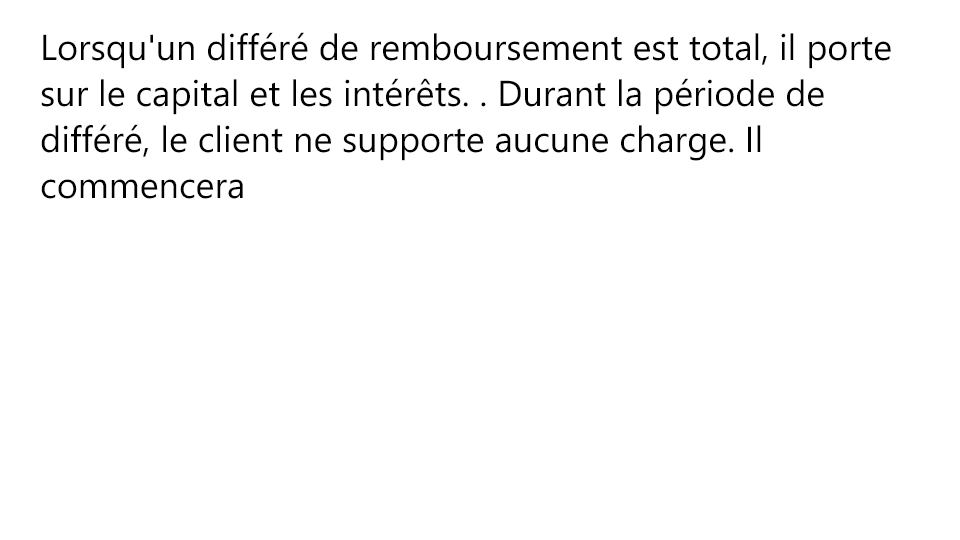 Lorsqu'un différé de remboursement est total, il porte
sur le capital et les intérêts. . Durant la période de
différé, le client ne supporte aucune charge. Il
commencera